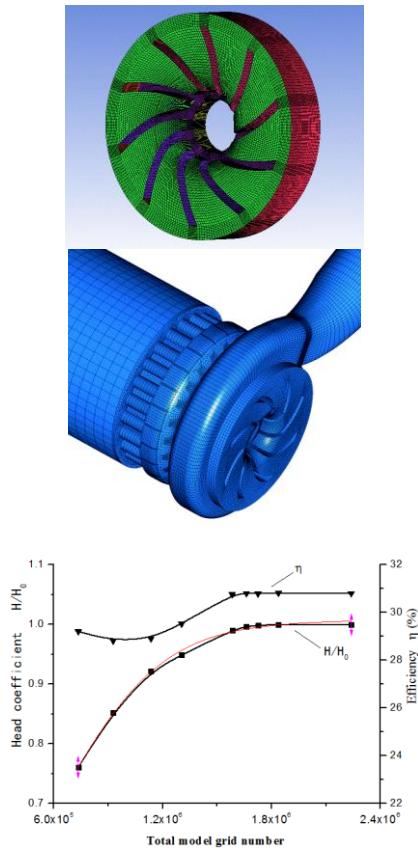 1.1
1.0
0.9
0.8
0.7
Head coefficient H/H₀
η
H/H₀
32
30
28
26
24
22
Efficiency η (%)
6.0x10⁵
1.2x10⁶
1.8x10⁶
2.4x10⁶
Total model grid number